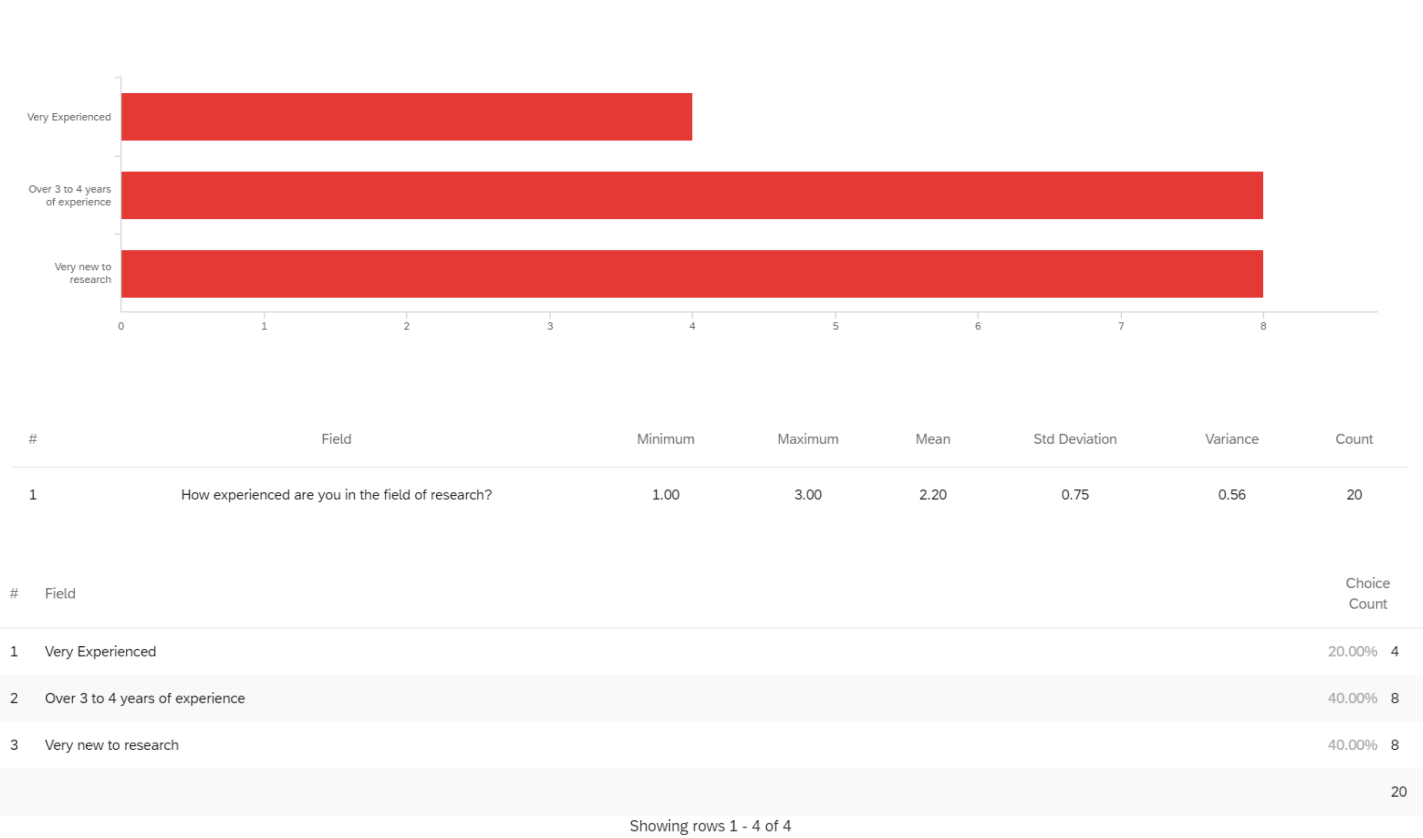 Very Experienced
Over 3 to 4 years
of experience
Very new to
research
0 1 2 3 4 5 6 7 8
# Field Minimum Maximum Mean Std Deviation Variance Count
1 How experienced are you in the field of research? 1.00 3.00 2.20 0.75 0.56 20
# Field Choice
Count
1 Very Experienced 20.00% 4
2 Over 3 to 4 years of experience 40.00% 8
3 Very new to research 40.00% 8
20
Showing rows 1 - 4 of 4